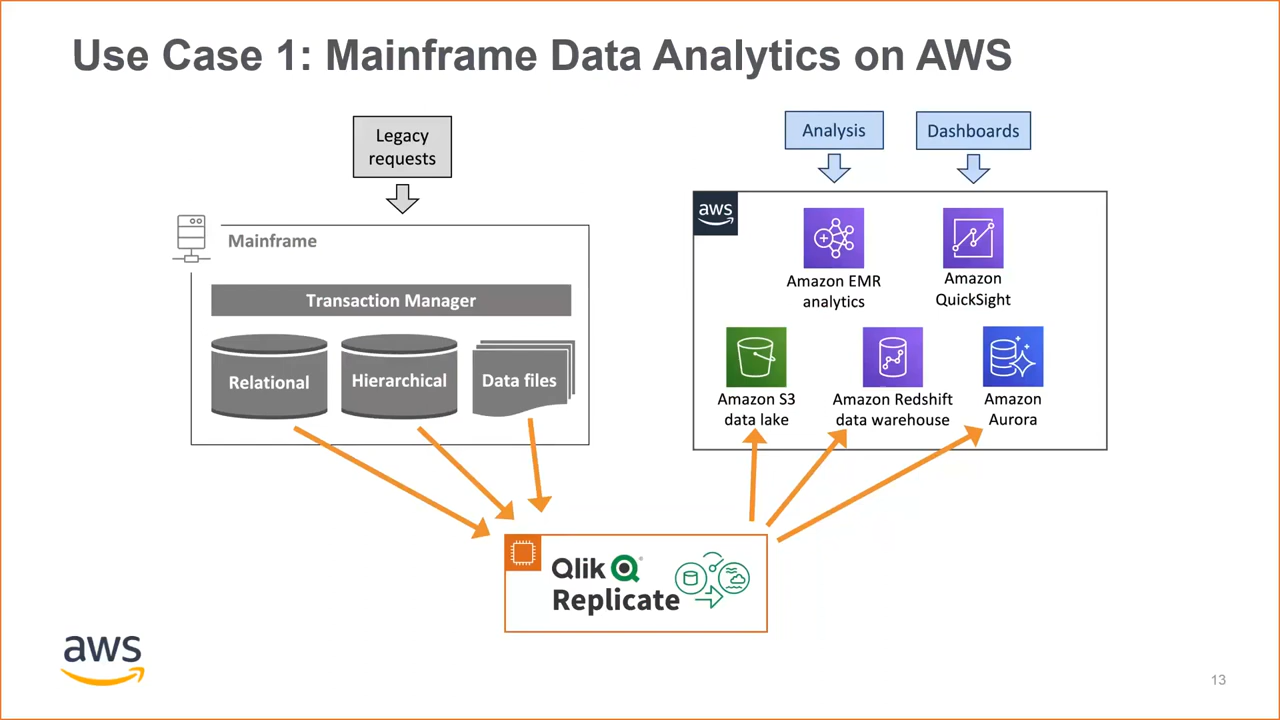 Use Case 1: Mainframe Data Analytics on AWS
Legacy
requests
Analysis
Dashboards
Mainframe
Transaction Manager
Relational
Hierarchical
Data files
aws
Amazon EMR
analytics
Amazon
QuickSight
Amazon S3
data lake
Amazon Redshift
data warehouse
Amazon
Aurora
Qlik
Replicate
aws
13